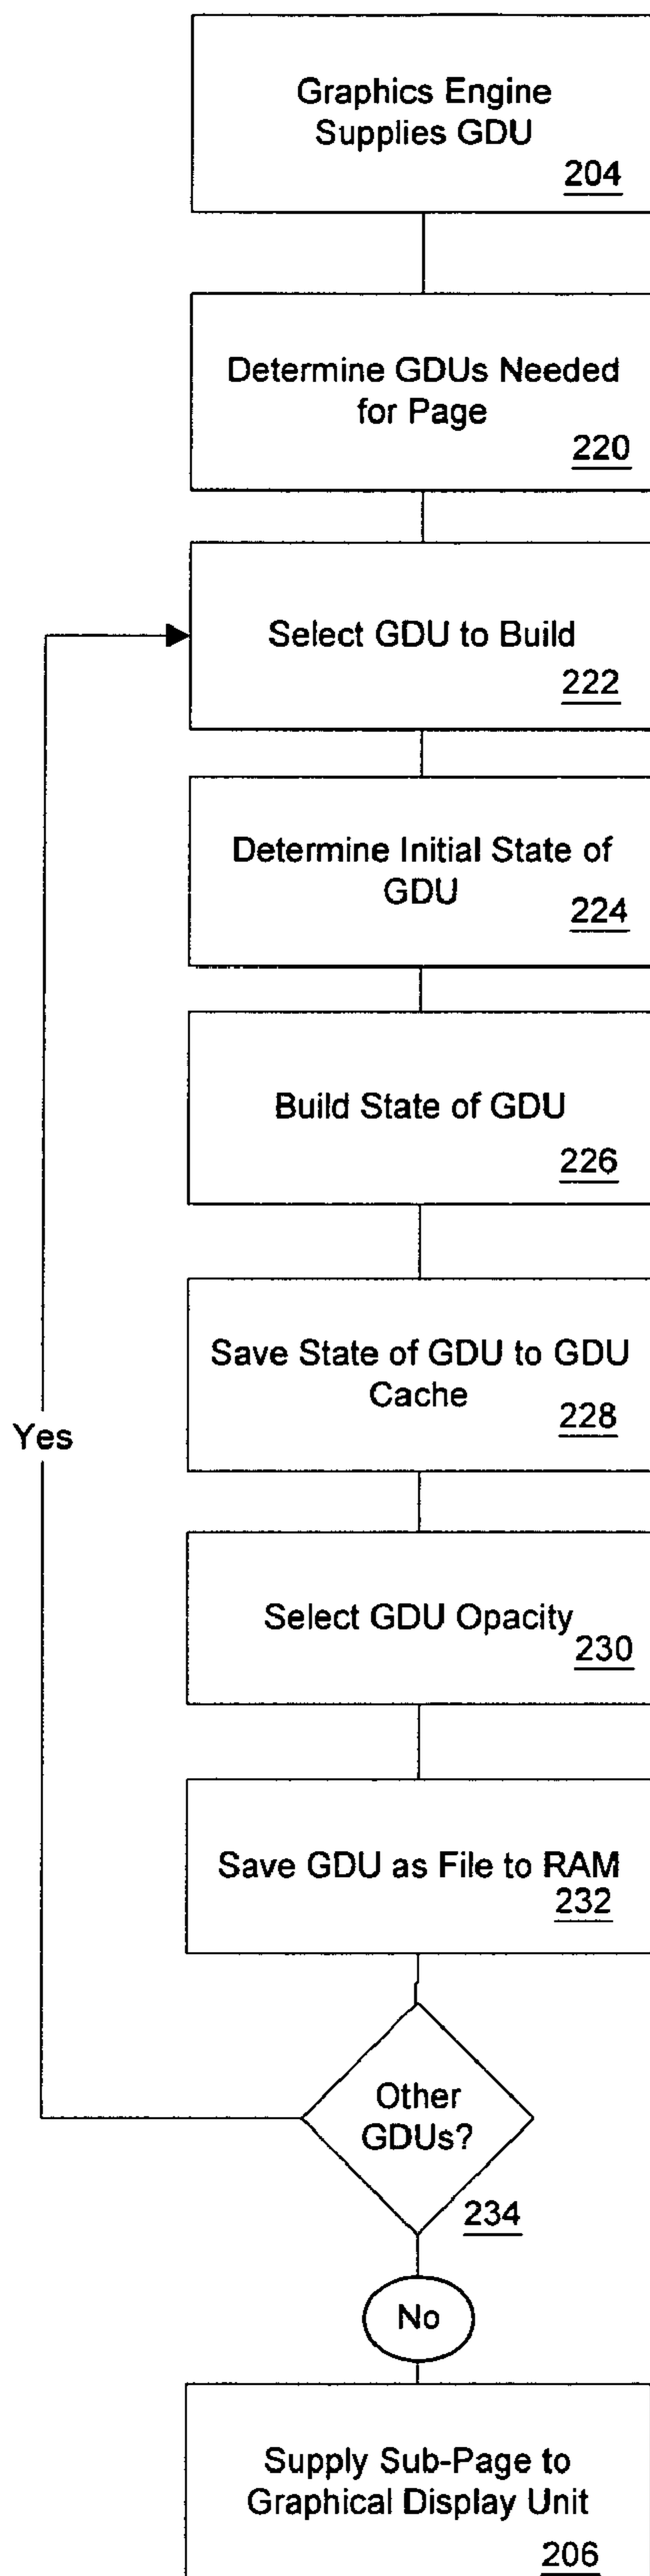 Graphics Engine
Supplies GDU
204
Determine GDUs Needed
for Page
220
Select GDU to Build
222
Determine Initial State of
GDU
224
Build State of GDU
226
Save State of GDU to GDU
Cache
228
Yes
Select GDU Opacity
230
Save GDU as File to RAM
232
Other
GDUs?
234
No
Supply Sub-Page to
Graphical Display Unit
206